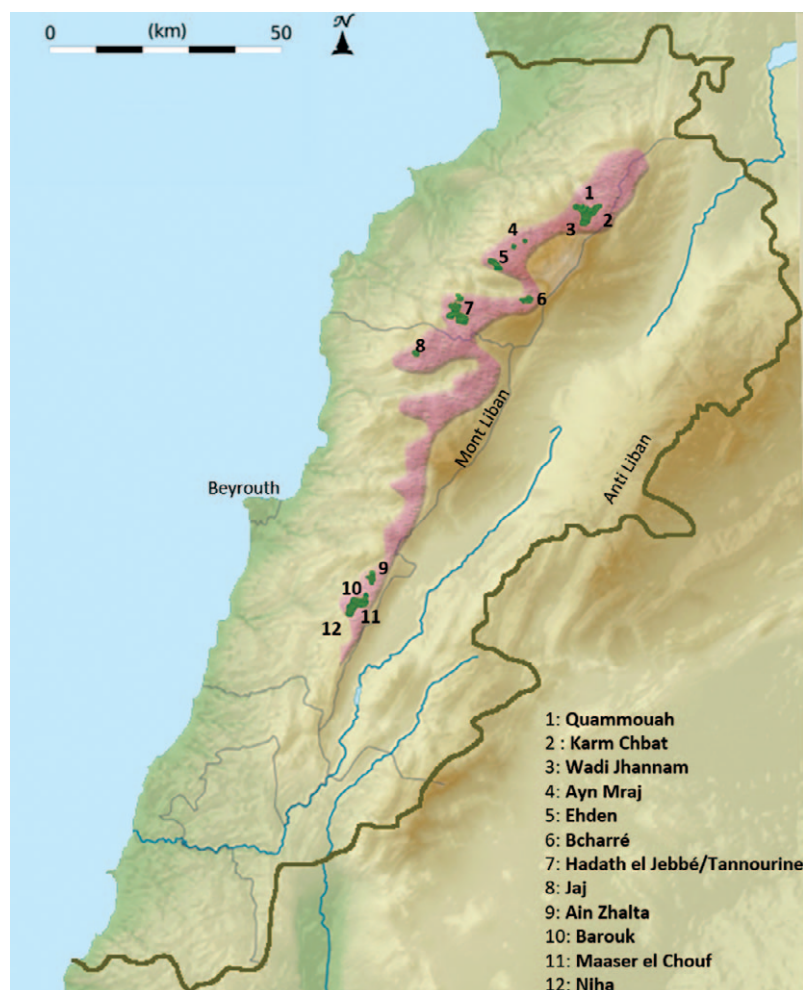 0 (km) 50
N
1
2
3
4
5
6
7
8
Mont Liban
Anti Liban
Beyrouth
9
10
11
12
1: Quammouah
2 : Karm Chbat
3: Wadi Jhannam
4: Ayn Mraj
5: Ehden
6: Bcharré
7: Hadath el Jebbé/Tannourine
8: Jaj
9: Ain Zhalta
10: Barouk
11: Maaser el Chouf
12: Niha